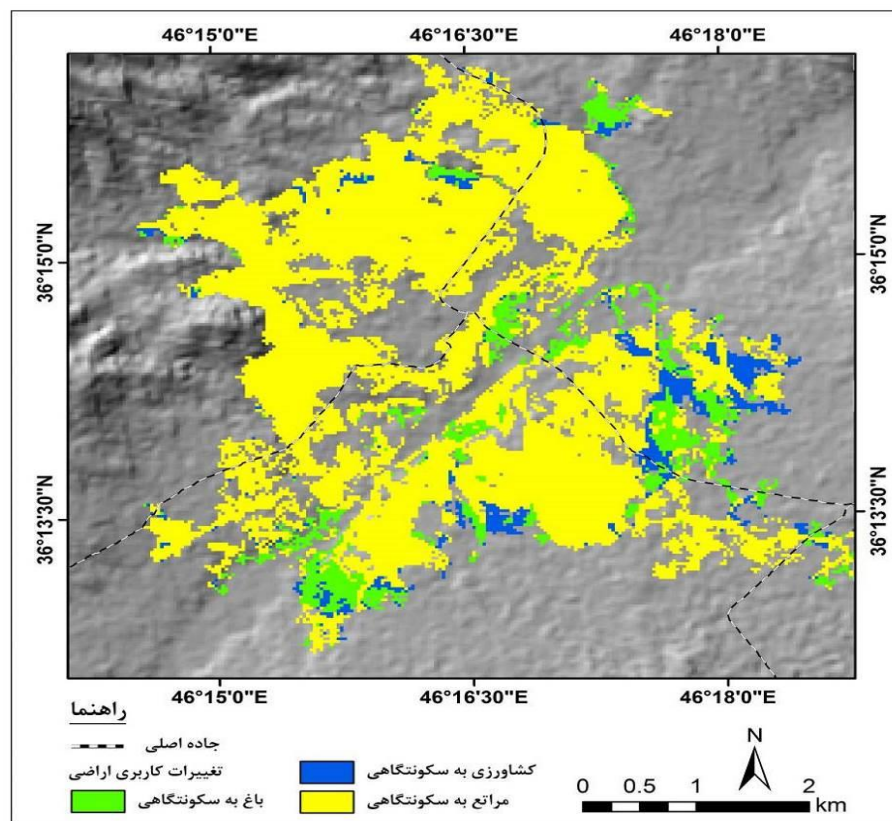 46°15'0"E 46°16'30"E 46°18'0"E
36°15'0"N 36°15'0"N
36°13'30"N 36°13'30"N
46°15'0"E 46°16'30"E 46°18'0"E
راهنما
جاده اصلی
تغییرات کاربری اراضی
کشاورزی به سکونتگاهی
باغ به سکونتگاهی
مراتع به سکونتگاهی
N
0 0.5 1 2
km